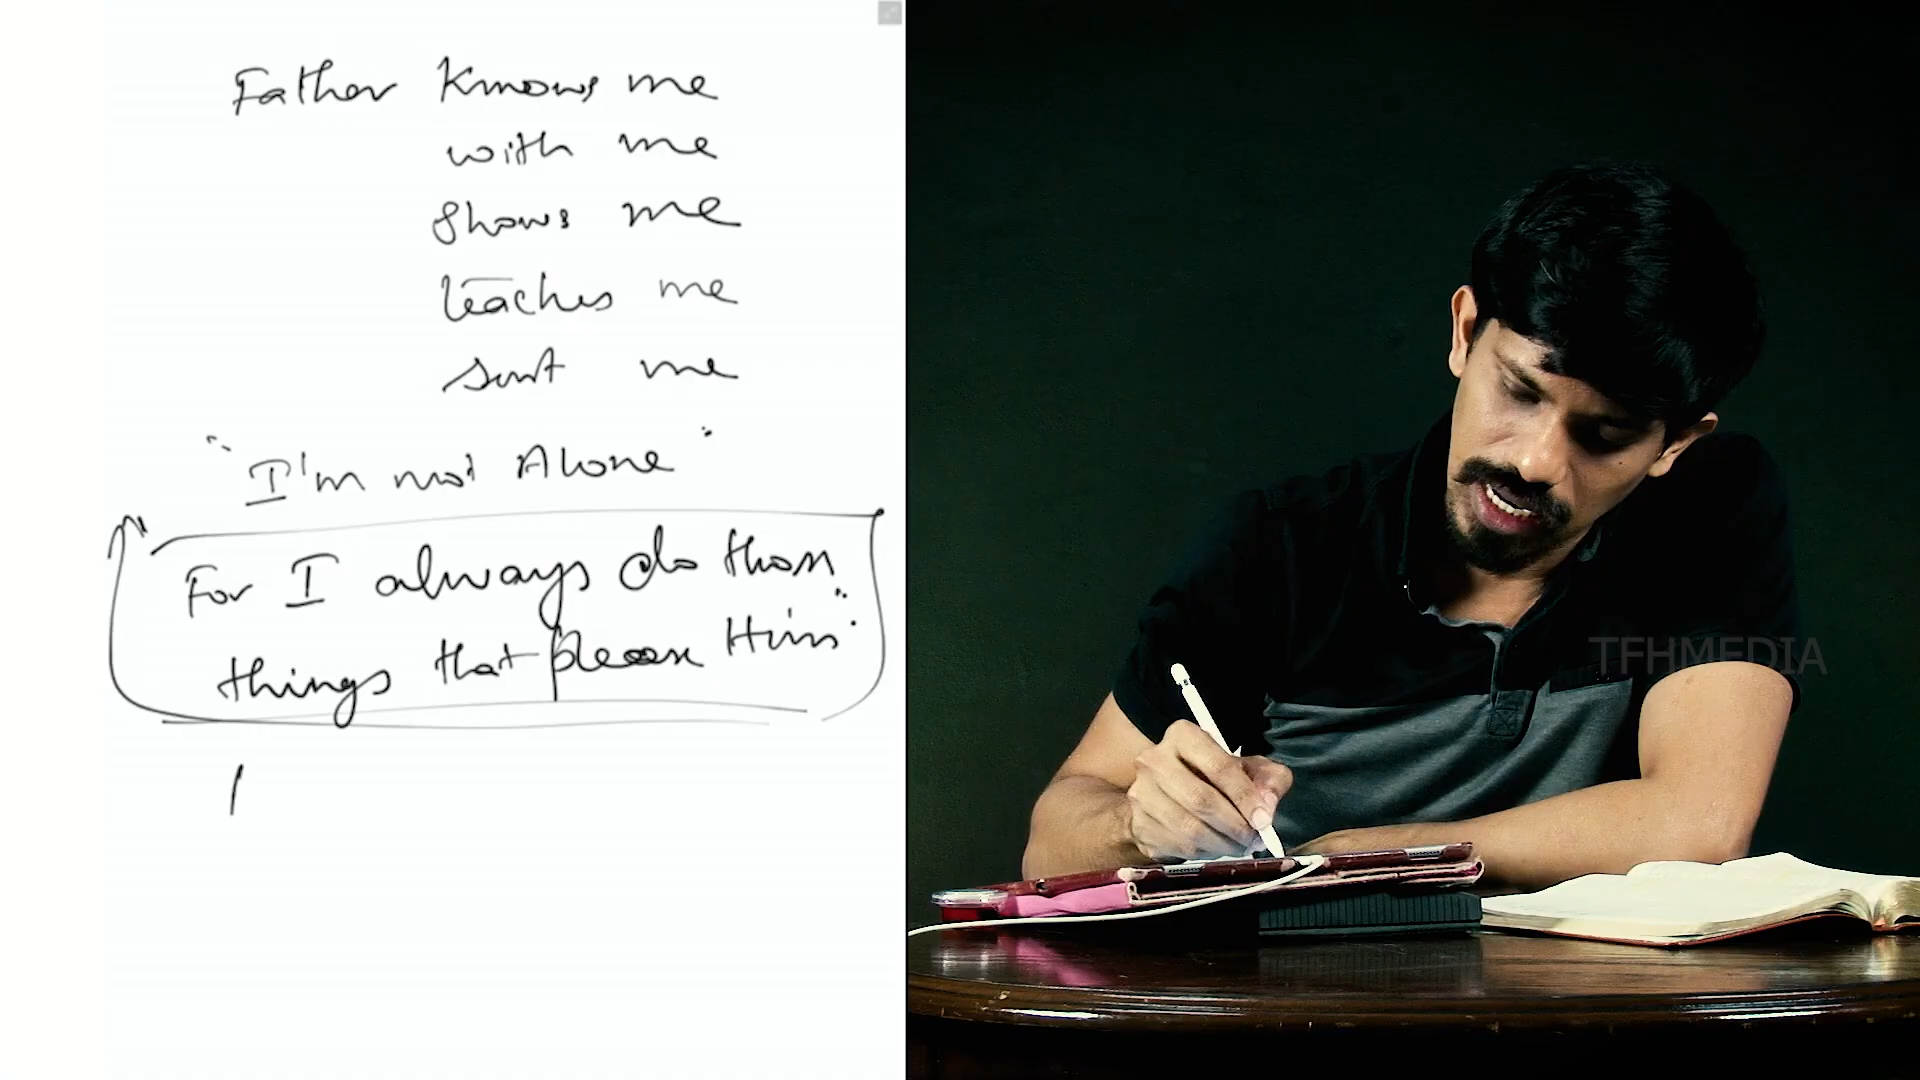 Father Knows me
with me
Shows me
teaches me
sent me
"I'm not Alone"
"For I always do those
things that please Him"
TFHMEDIA